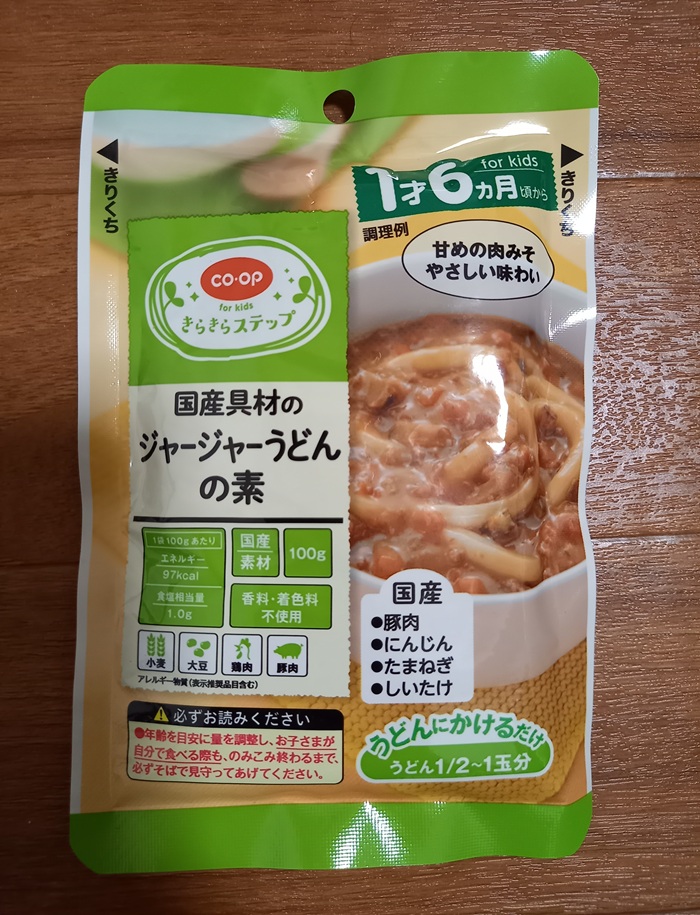 きりくち
きりくち
for kids
1才6カ月頃から
調理例
甘めの肉みそ
やさしい味わい
CO・OP
for kids
きらきらステップ
国産具材の
ジャージャーうどん
の素
1袋100gあたり
エネルギー
97kcal
食塩相当量
1.0g
国産
素材
100g
香料・着色料
不使用
小麦
大豆
鶏肉
豚肉
アレルギー物質(表示推奨品目含む)
国産
●豚肉
●にんじん
●たまねぎ
●しいたけ
必ずお読みください
●年齢を目安に量を調整し、お子さまが
自分で食べる際も、のみこみ終わるまで、
必ずそばで見守ってあげてください。
うどんにかけるだけ
うどん1/2~1玉分